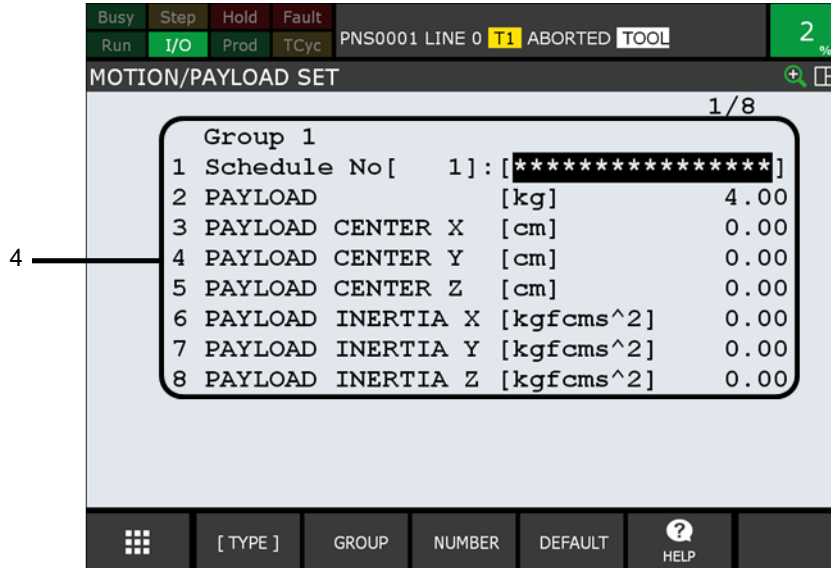 Busy Step Hold Fault
Run I/O Prod TCyc
PNS0001 LINE 0 T1 ABORTED TOOL
2 %
MOTION/PAYLOAD SET
1/8
Group 1
1 Schedule No[ 1]:[****************]
2 PAYLOAD [kg] 4.00
3 PAYLOAD CENTER X [cm] 0.00
4 PAYLOAD CENTER Y [cm] 0.00
5 PAYLOAD CENTER Z [cm] 0.00
6 PAYLOAD INERTIA X [kgfcms^2] 0.00
7 PAYLOAD INERTIA Y [kgfcms^2] 0.00
8 PAYLOAD INERTIA Z [kgfcms^2] 0.00
4
[ TYPE ] GROUP NUMBER DEFAULT ? HELP